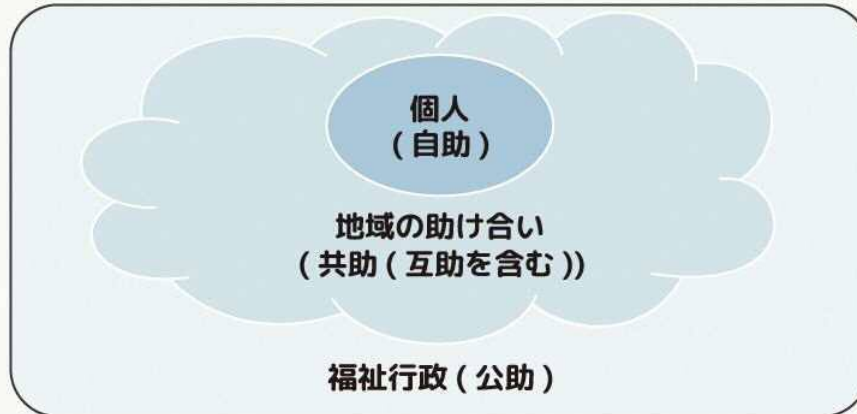 個人
( 自助 )
地域の助け合い
( 共助 ( 互助を含む ))
福祉行政 ( 公助 )